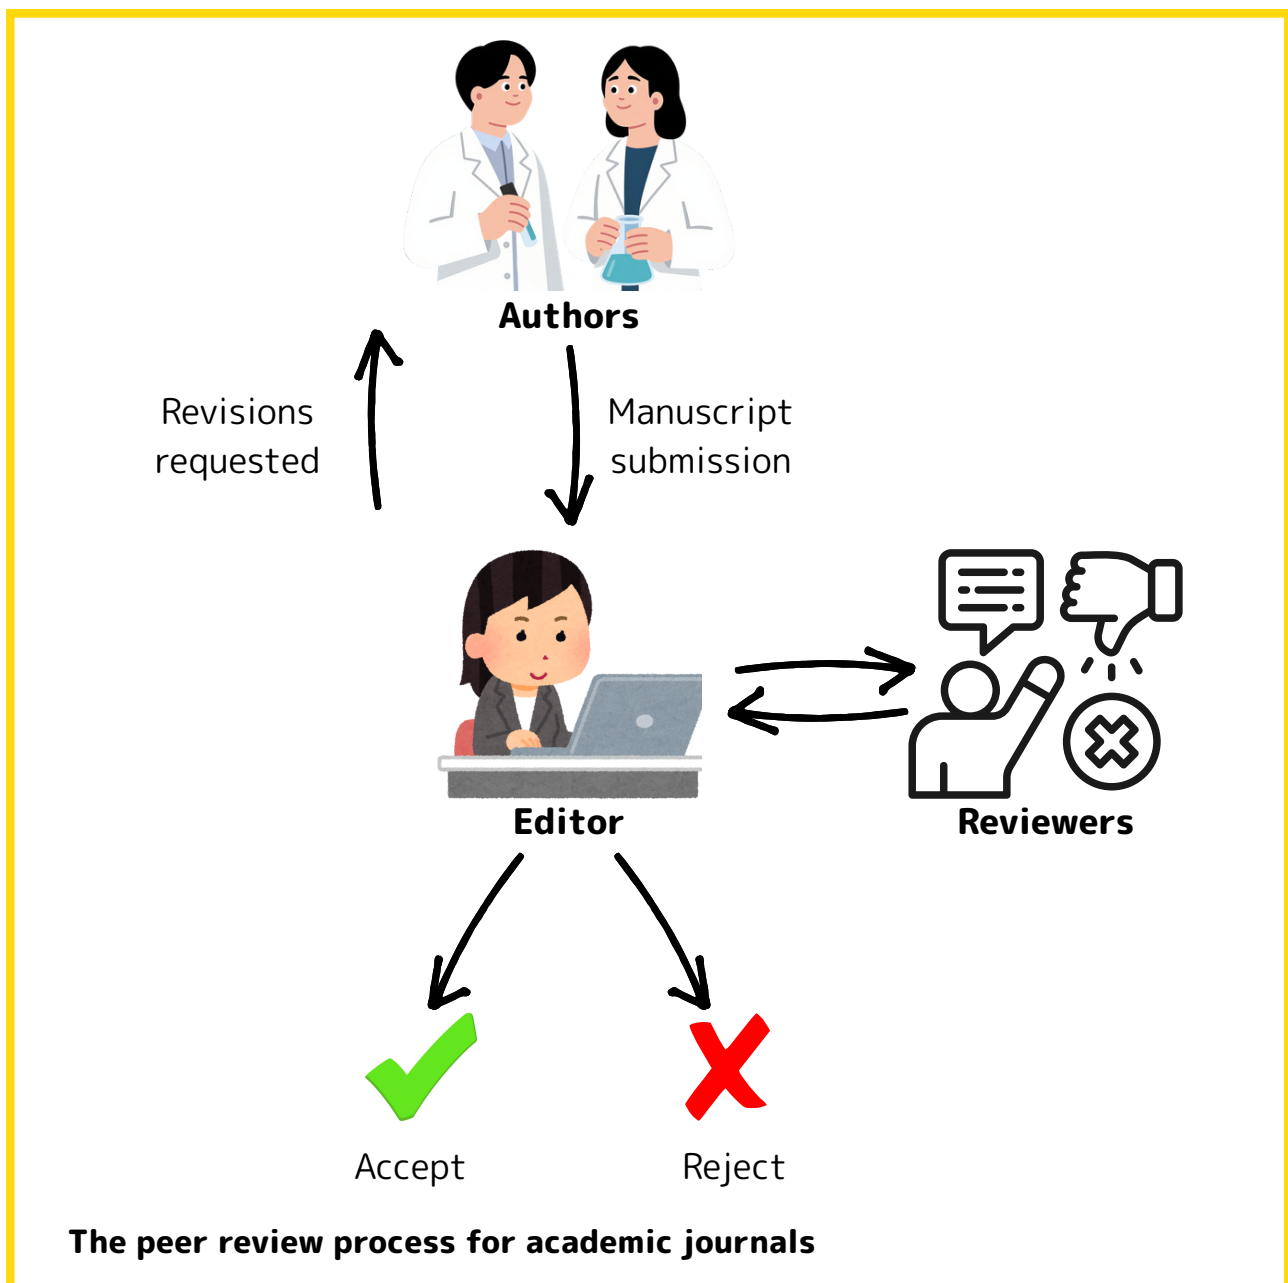 Authors
Revisions
requested
Manuscript
submission
Editor
Reviewers
Accept
Reject
The peer review process for academic journals